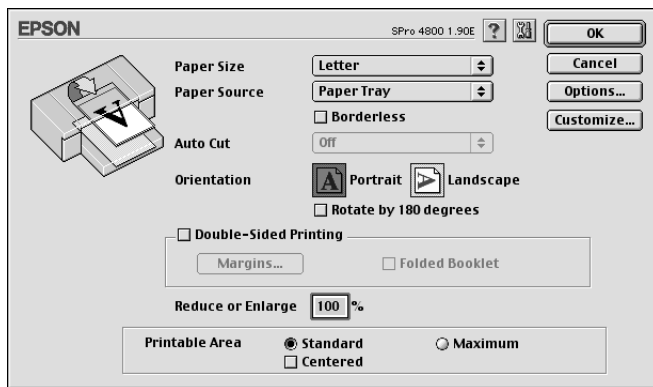 EPSON
SPro 4800 1.90E
?
OK
Paper Size
Letter
Cancel
Paper Source
Paper Tray
Options...
Borderless
Customize...
Auto Cut
Off
Orientation
A
Portrait
A
Landscape
Rotate by 180 degrees
Double-Sided Printing
Margins...
Folded Booklet
Reduce or Enlarge
100
%
Printable Area
Standard
Maximum
Centered
A